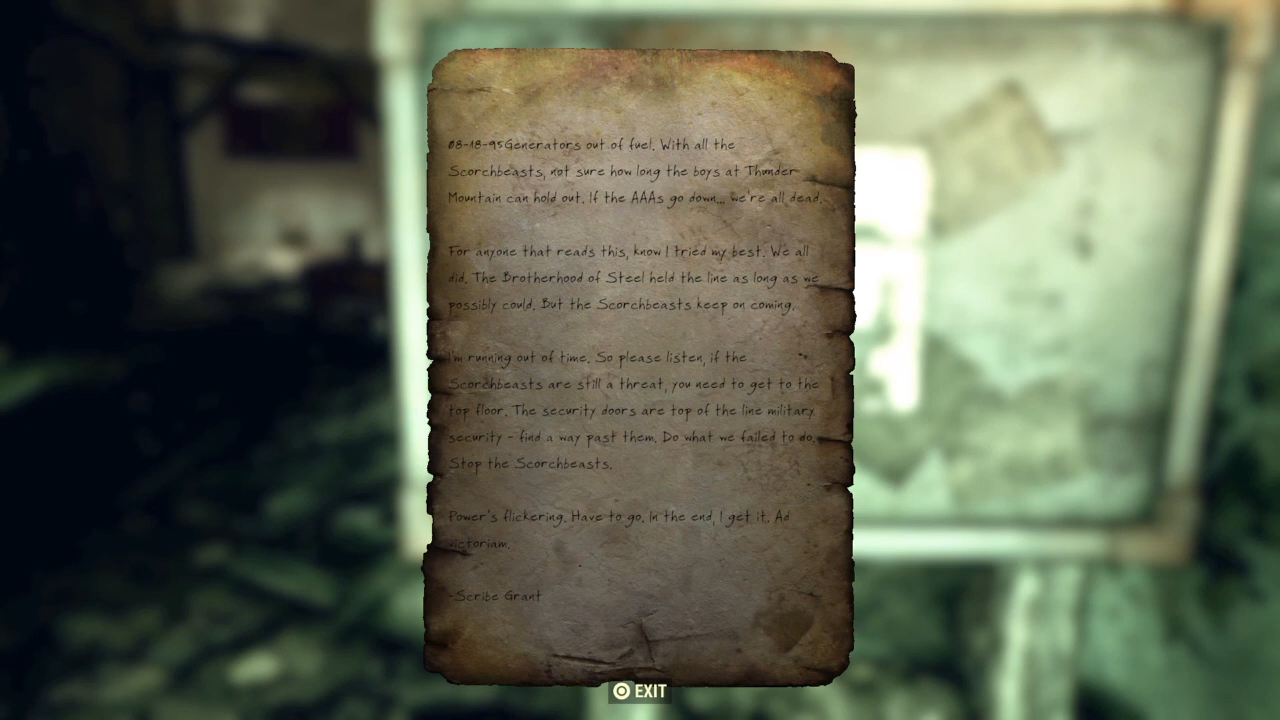 08-18-95Generators out of fuel. With all the
Scorchbeasts, not sure how long the boys at Thunder
Mountain can hold out. If the AAAs go down... we're all dead.
For anyone that reads this, know I tried my best. We all
did. The Brotherhood of Steel held the line as long as we
possibly could. But the Scorchbeasts keep on coming.
I'm running out of time. So please listen, if the
Scorchbeasts are still a threat, you need to get to the
top floor. The security doors are top of the line military
security - find a way past them. Do what we failed to do.
Stop the Scorchbeasts.
Power's flickering. Have to go. In the end, I get it. Ad
victoriam.
-Scribe Grant
EXIT